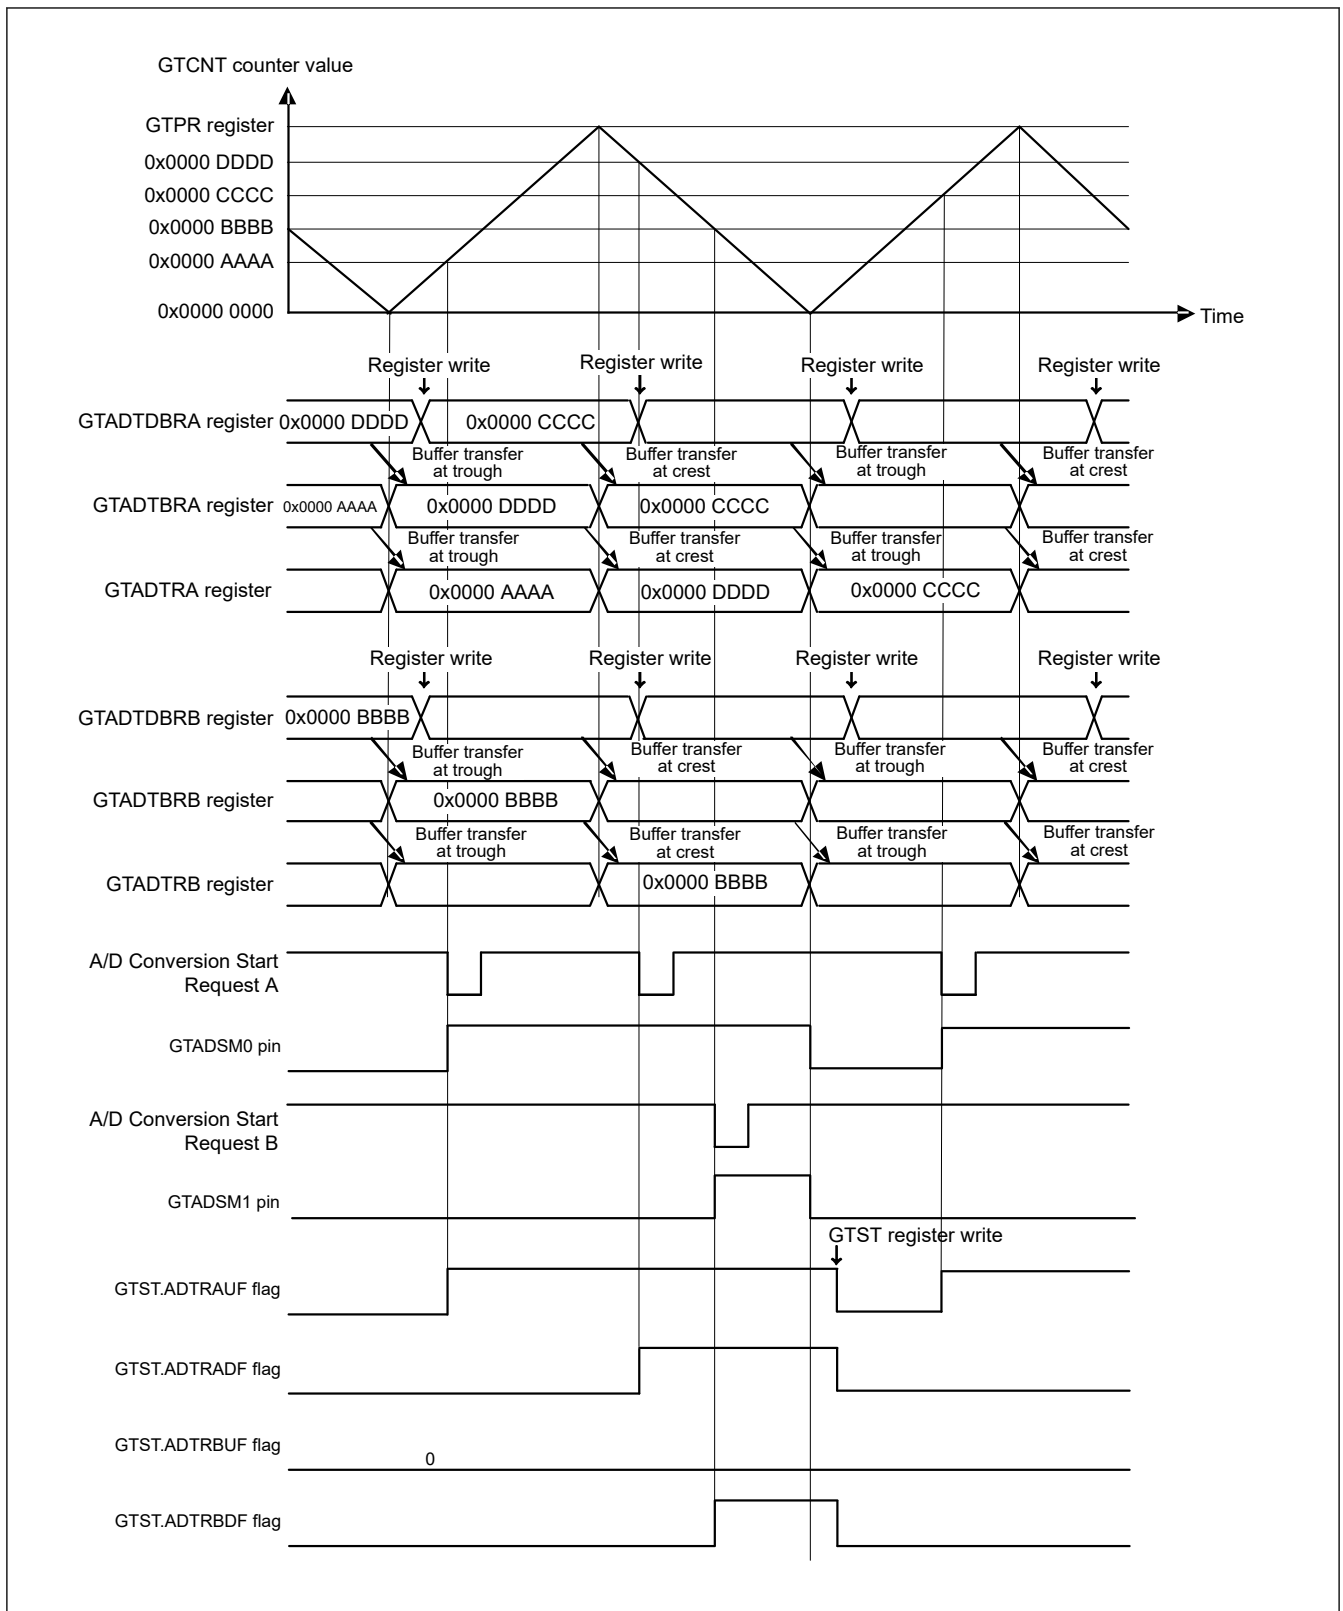 GTCNT counter value
GTPR register
0x0000 DDDD
0x0000 CCCC
0x0000 BBBB
0x0000 AAAA
0x0000 0000
Time
Register write Register write Register write Register write
GTADTDBRA register 0x0000 DDDD 0x0000 CCCC
Buffer transfer Buffer transfer Buffer transfer Buffer transfer
at trough at crest at trough at crest
GTADTBRA register 0x0000 AAAA 0x0000 DDDD 0x0000 CCCC
Buffer transfer Buffer transfer Buffer transfer Buffer transfer
at trough at crest at trough at crest
GTADTRA register 0x0000 AAAA 0x0000 DDDD 0x0000 CCCC
Register write Register write Register write Register write
GTADTDBRB register 0x0000 BBBB
Buffer transfer Buffer transfer Buffer transfer Buffer transfer
at trough at crest at trough at crest
GTADTBRB register 0x0000 BBBB
Buffer transfer Buffer transfer Buffer transfer Buffer transfer
at trough at crest at trough at crest
GTADTRB register 0x0000 BBBB
A/D Conversion Start
Request A
GTADSM0 pin
A/D Conversion Start
Request B
GTADSM1 pin
GTST register write
GTST.ADTRAUF flag
GTST.ADTRADF flag
GTST.ADTRBUF flag
0
GTST.ADTRBDF flag